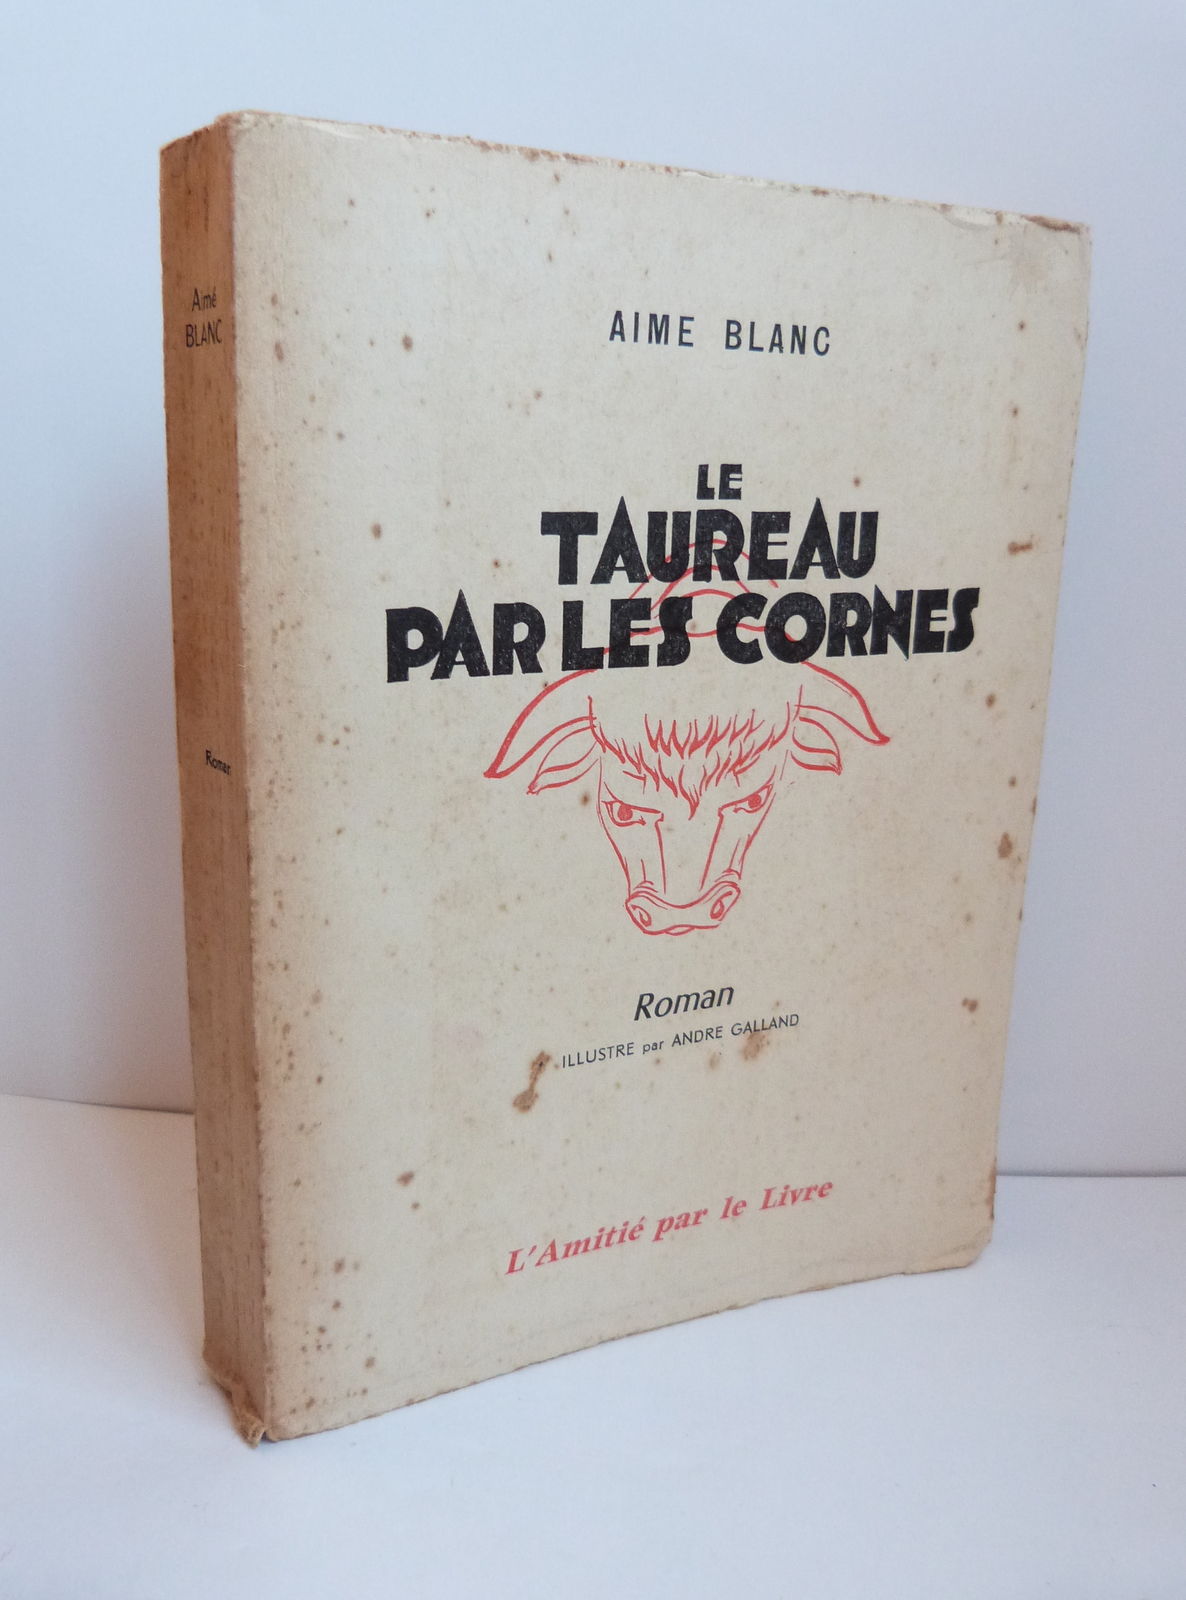 Aimé
BLANC
Roman
AIME BLANC
LE
TAUREAU
PAR LES CORNES
Roman
ILLUSTRE par ANDRE GALLAND
L'Amitié par le Livre